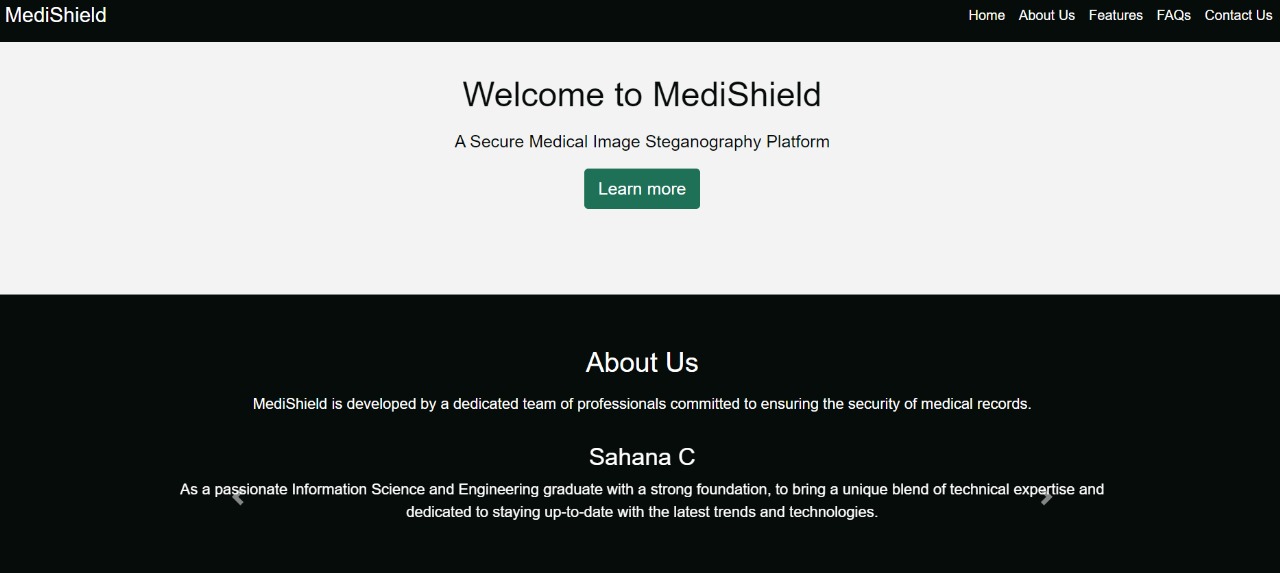 MediShield
Home About Us Features FAQs Contact Us
Welcome to MediShield
A Secure Medical Image Steganography Platform
Learn more
About Us
MediShield is developed by a dedicated team of professionals committed to ensuring the security of medical records.
Sahana C
As a passionate Information Science and Engineering graduate with a strong foundation, to bring a unique blend of technical expertise and
dedicated to staying up-to-date with the latest trends and technologies.